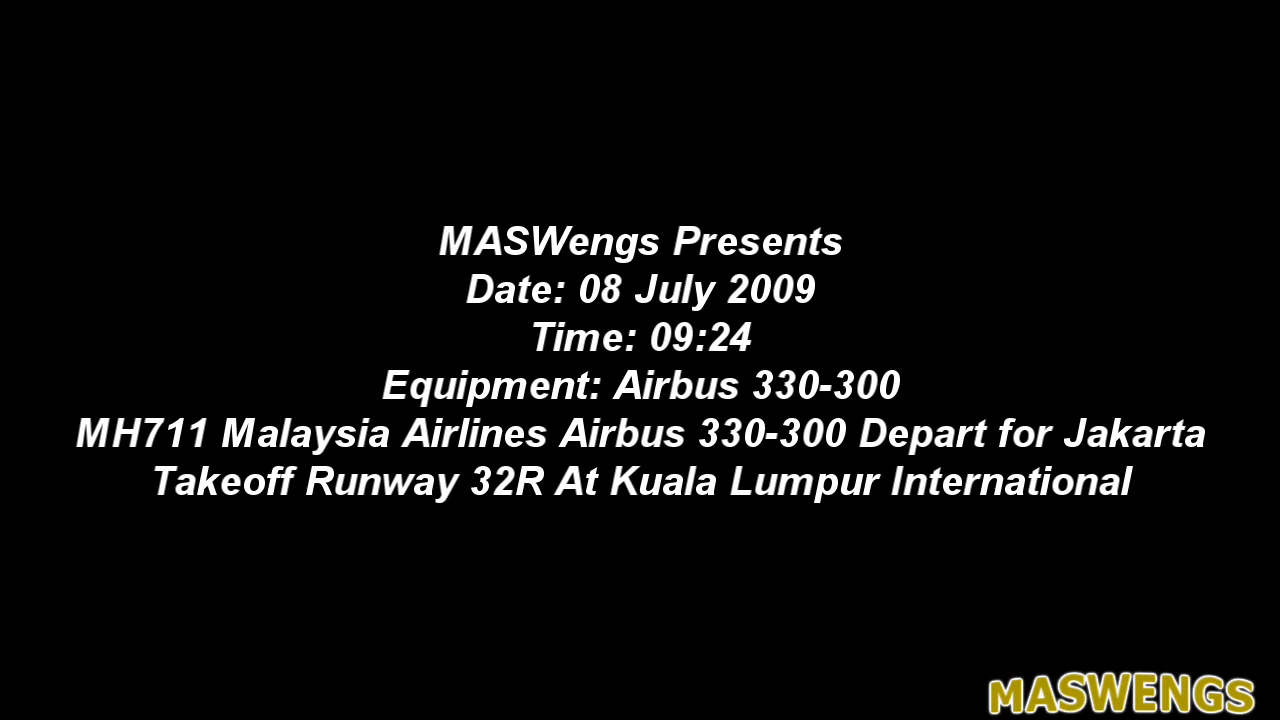 MASWengs Presents
Date: 08 July 2009
Time: 09:24
Equipment: Airbus 330-300
MH711 Malaysia Airlines Airbus 330-300 Depart for Jakarta
Takeoff Runway 32R At Kuala Lumpur International
MASWENGS